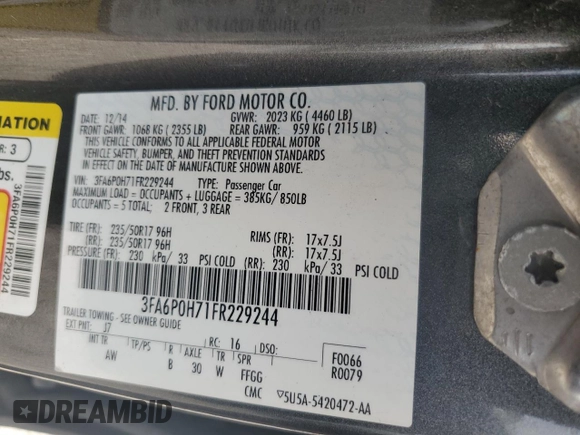 MFD. BY FORD MOTOR CO.
DATE: 12/14 GVWR: 2023 KG ( 4460 LB)
FRONT GAWR: 1068 KG ( 2355 LB) REAR GAWR: 959 KG ( 2115 LB)
THIS VEHICLE CONFORMS TO ALL APPLICABLE FEDERAL MOTOR
VEHICLE SAFETY, BUMPER, AND THEFT PREVENTION STANDARDS IN
EFFECT ON THE DATE OF MANUFACTURE SHOWN ABOVE.
VIN: 3FA6P0H71FR229244 TYPE: Passenger Car
MAXIMUM LOAD = OCCUPANTS + LUGGAGE = 385KG/ 850LB
OCCUPANTS = 5 TOTAL; 2 FRONT, 3 REAR
TIRE (FR): 235/50R17 96H RIMS (FR): 17x7.5J
(RR): 235/50R17 96H (RR): 17x7.5J
PRESSURE (FR): 230 kPa/ 33 PSI COLD (RR): 230 kPa/ 33 PSI COLD
3FA6P0H71FR229244
TRAILER TOWING - SEE OWNER GUIDE
EXT PNT: J7 RC: 16 DSO: F0066
INT TR TP/PS R AXLE TR SPR R0079
AW B 30 W FFGG
CMC ▽5U5A-5420472-AA
MATION
R: 3
bs.
3FA6P0H71FR229244
DREAMBID